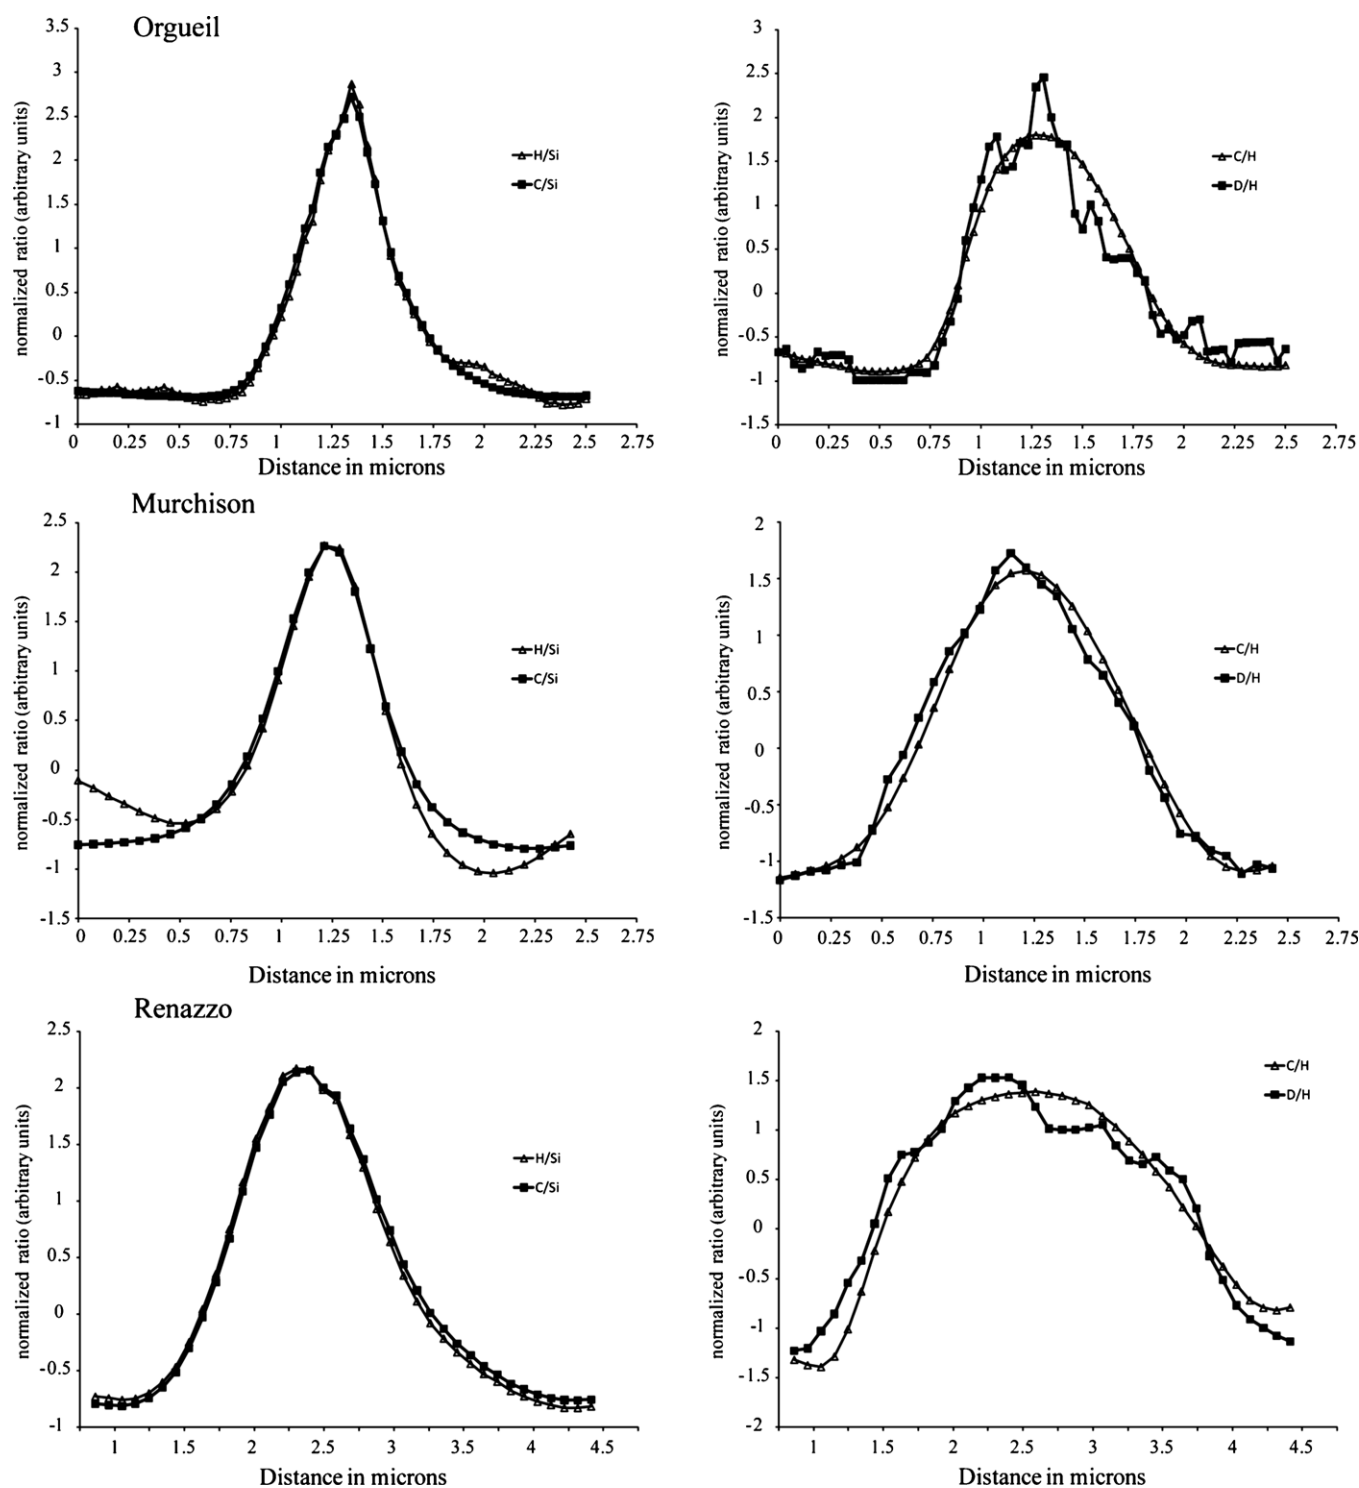 Orgueil
normalized ratio (arbitrary units)
3.5
3
2.5
2
1.5
1
0.5
0
-0.5
-1
H/Si
C/Si
0 0.25 0.5 0.75 1 1.25 1.5 1.75 2 2.25 2.5 2.75
Distance in microns
normalized ratio (arbitrary units)
3
2.5
2
1.5
1
0.5
0
-0.5
-1
-1.5
C/H
D/H
0 0.25 0.5 0.75 1 1.25 1.5 1.75 2 2.25 2.5 2.75
Distance in microns
Murchison
normalized ratio (arbitrary units)
2.5
2
1.5
1
0.5
0
-0.5
-1
-1.5
H/Si
C/Si
0 0.25 0.5 0.75 1 1.25 1.5 1.75 2 2.25 2.5 2.75
Distance in microns
normalized ratio (arbitrary units)
2
1.5
1
0.5
0
-0.5
-1
-1.5
C/H
D/H
0 0.25 0.5 0.75 1 1.25 1.5 1.75 2 2.25 2.5 2.75
Distance in microns
Renazzo
normalized ratio (arbitrary units)
2.5
2
1.5
1
0.5
0
-0.5
-1
H/Si
C/Si
1 1.5 2 2.5 3 3.5 4 4.5
Distance in microns
normalized ratio (arbitrary units)
2
1.5
1
0.5
0
-0.5
-1
-1.5
-2
C/H
D/H
1 1.5 2 2.5 3 3.5 4 4.5
Distance in microns